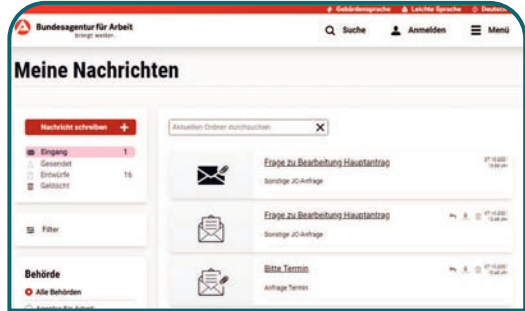 Gebärdensprache Leichte Sprache Deutsch
Bundesagentur für Arbeit
bringt weiter.
Suche Anmelden Menü
Meine Nachrichten
Nachricht schreiben +
Eingang 1
Gesendet
Entwürfe 16
Gelöscht
Filter
Behörde
Alle Behörden
Aktuellen Ordner durchsuchen
Frage zu Bearbeitung Hauptantrag
Sonstige JC-Anfrage
Frage zu Bearbeitung Hauptantrag
Sonstige JC-Anfrage
Bitte Termin
Anfrage Termin